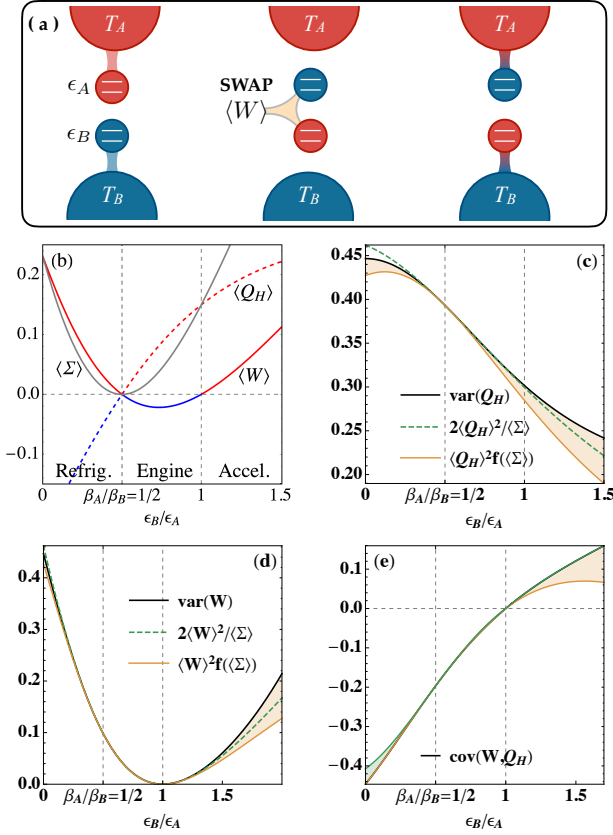 (a)
T_A T_A T_A
ϵ_A
SWAP
⟨W⟩
ϵ_B
T_B T_B T_B
(b)
0.2
0.1
0.0
−0.1
⟨Q_H⟩
⟨Σ⟩
⟨W⟩
Refrig. Engine Accel.
0 β_A/β_B=1/2 1 1.5
ϵ_B/ϵ_A
(c)
0.45
0.40
0.35
0.30
0.25
0.20
var(Q_H)
2⟨Q_H⟩²/⟨Σ⟩
⟨Q_H⟩²f(⟨Σ⟩)
0 β_A/β_B=1/2 1 1.5
ϵ_B/ϵ_A
(d)
0.4
0.3
0.2
0.1
0.0
var(W)
2⟨W⟩²/⟨Σ⟩
⟨W⟩²f(⟨Σ⟩)
0 β_A/β_B=1/2 1 1.5
ϵ_B/ϵ_A
(e)
0.1
0.0
−0.1
−0.2
−0.3
−0.4
cov(W,Q_H)
0 β_A/β_B=1/2 1 1.5
ϵ_B/ϵ_A